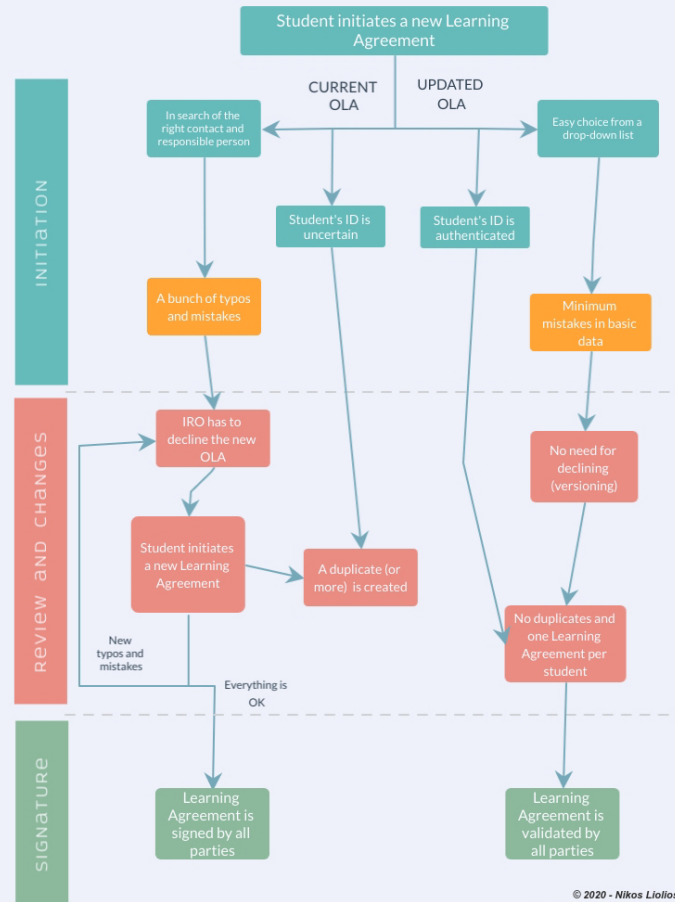 Student initiates a new Learning
Agreement
CURRENT
OLA
UPDATED
OLA
In search of the
right contact and
responsible person
Easy choice from a
drop-down list
Student's ID is
uncertain
Student's ID is
authenticated
INITIATION
A bunch of typos
and mistakes
Minimum
mistakes in basic
data
IRO has to
decline the new
OLA
No need for
declining
(versioning)
REVIEW AND CHANGES
Student initiates
a new Learning
Agreement
A duplicate (or
more) is created
No duplicates and
one Learning
Agreement per
student
New
typos and
mistakes
Everything is
OK
SIGNATURE
Learning
Agreement is
signed by all
parties
Learning
Agreement is
validated by
all parties
© 2020 - Nikos Liolios